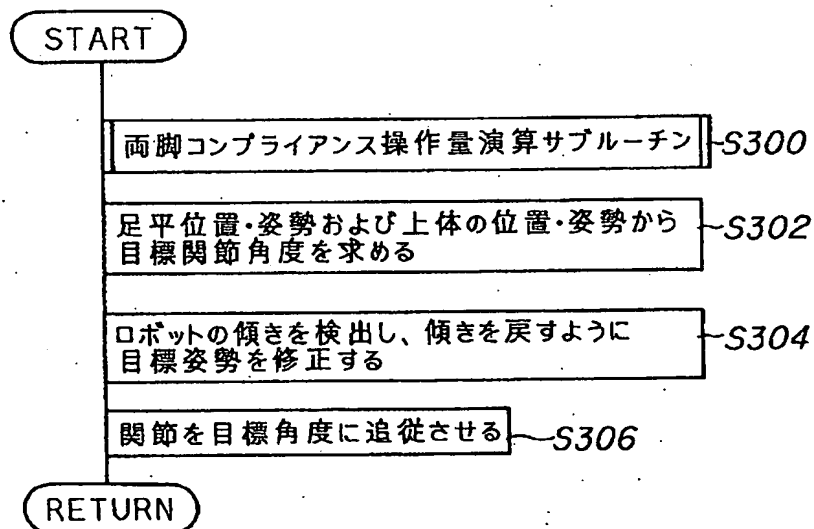 START
両脚コンプライアンス操作量演算サブルーチン
S300
足平位置・姿勢および上体の位置・姿勢から
目標関節角度を求める
S302
ロボットの傾きを検出し、傾きを戻すように
目標姿勢を修正する
S304
関節を目標角度に追従させる
S306
RETURN